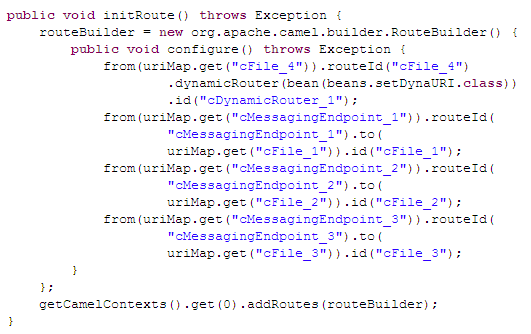 public void initRoute() throws Exception {
    routeBuilder = new org.apache.camel.builder.RouteBuilder() {
        public void configure() throws Exception {
            from(uriMap.get("cFile_4")).routeId("cFile_4")
                    .dynamicRouter(bean(beans.setDynaURI.class))
                    .id("cDynamicRouter_1");
            from(uriMap.get("cMessagingEndpoint_1")).routeId(
                    "cMessagingEndpoint_1").to(
                    uriMap.get("cFile_1")).id("cFile_1");
            from(uriMap.get("cMessagingEndpoint_2")).routeId(
                    "cMessagingEndpoint_2").to(
                    uriMap.get("cFile_2")).id("cFile_2");
            from(uriMap.get("cMessagingEndpoint_3")).routeId(
                    "cMessagingEndpoint_3").to(
                    uriMap.get("cFile_3")).id("cFile_3");
        }
    };
    getCamelContexts().get(0).addRoutes(routeBuilder);
}